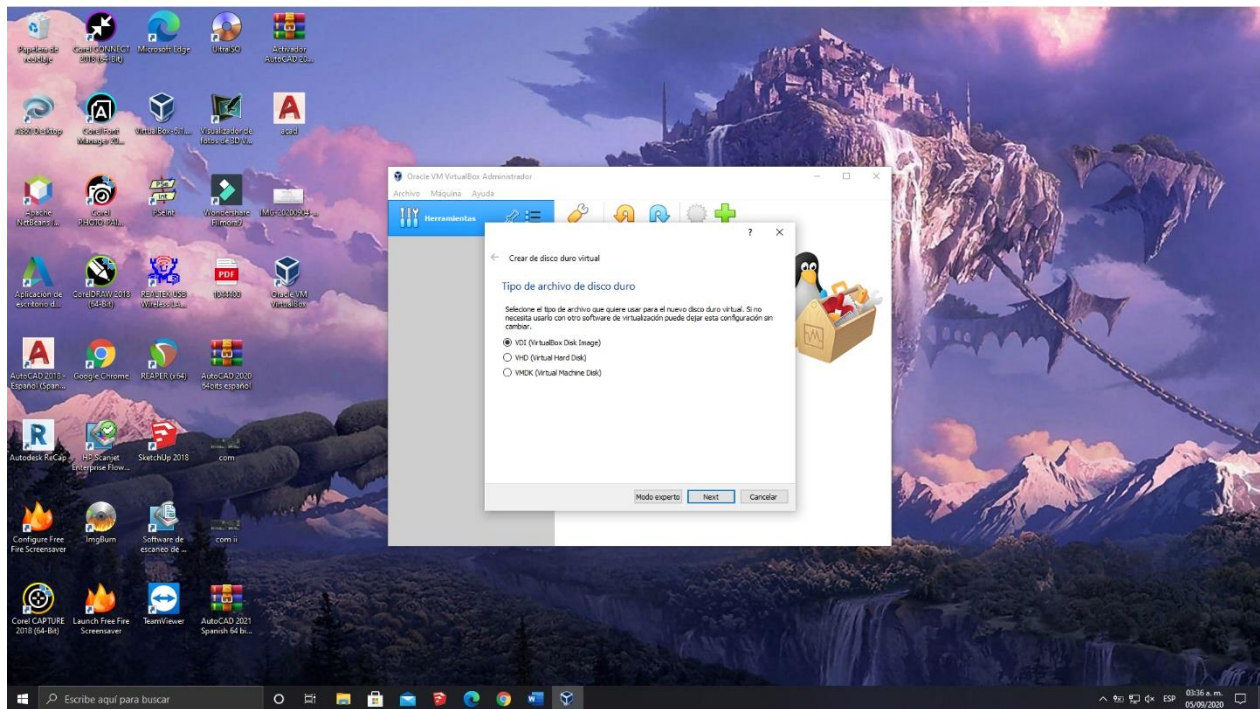 Papelera de
reciclaje
Corel CONNECT
2018 (64-Bit)
Microsoft Edge
UltraISO
Activador
AutoCAD 20...
A360 Desktop
Corel Font
Manager 20...
VirtualBox-6.1....
Visualizador de
fotos de 3D V...
acad
Apache
NetBeans I...
Corel
PHOTO-PAI...
PSeInt
Wondershare
Filmora9
IMG-20200904-...
Aplicación de
escritorio d...
CorelDRAW 2018
(64-Bit)
REALTEK USB
Wireless LA...
PDF
Oracle VM
VirtualBox
AutoCAD 2018 -
Español (Span...
Google Chrome
REAPER (x64)
AutoCAD 2020
64bits español
Autodesk ReCap
HP Scanjet
Enterprise Flow...
SketchUp 2018
com
Configure Free
Fire Screensaver
ImgBurn
Software de
escaneo de ...
com ii
Corel CAPTURE
2018 (64-Bit)
Launch Free Fire
Screensaver
TeamViewer
AutoCAD 2021
Spanish 64 bi...
Oracle VM VirtualBox Administrador
Archivo Máquina Ayuda
Herramientas
Crear de disco duro virtual
Tipo de archivo de disco duro
Seleccione el tipo de archivo que quiere usar para el nuevo disco duro virtual. Si no
necesita usarlo con otro software de virtualización puede dejar esta configuración sin
cambiar.
VDI (VirtualBox Disk Image)
VHD (Virtual Hard Disk)
VMDK (Virtual Machine Disk)
Modo experto Next Cancelar
Escribe aquí para buscar
ESP
03:36 a. m.
05/09/2020